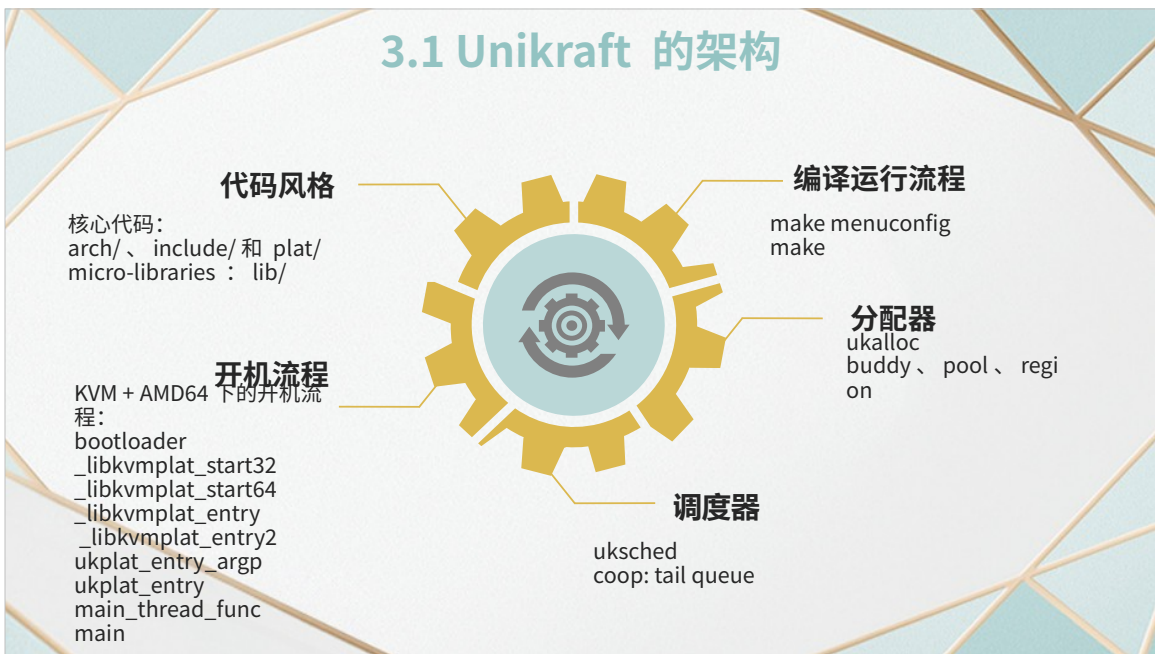 3.1 Unikraft 的架构
代码风格
核心代码：
arch/ 、 include/ 和 plat/
micro-libraries ： lib/
开机流程
KVM + AMD64 下的开机流
程：
bootloader
_libkvmplat_start32
_libkvmplat_start64
_libkvmplat_entry
_libkvmplat_entry2
ukplat_entry_argp
ukplat_entry
main_thread_func
main
编译运行流程
make menuconfig
make
分配器
ukalloc
buddy 、 pool 、 regi
on
调度器
uksched
coop: tail queue